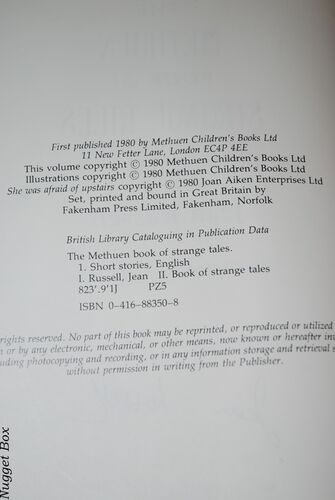 First published 1980 by Methuen Children's Books Ltd
11 New Fetter Lane, London EC4P 4EE
This volume copyright © 1980 Methuen Children's Books Ltd
Illustrations copyright © 1980 Methuen Children's Books Ltd
She was afraid of upstairs copyright © 1980 Joan Aiken Enterprises Ltd
Set, printed and bound in Great Britain by
Fakenham Press Limited, Fakenham, Norfolk
British Library Cataloguing in Publication Data
The Methuen book of strange tales.
1. Short stories, English
I. Russell, Jean II. Book of strange tales
823'.9'1J PZ5
ISBN 0-416-88350-8
rights reserved. No part of this book may be reprinted, or reproduced or utilized
or by any electronic, mechanical, or other means, now known or hereafter
photocopying and recording, or in any information storage and retrieval
without permission in writing from the Publisher.
Nugget Box